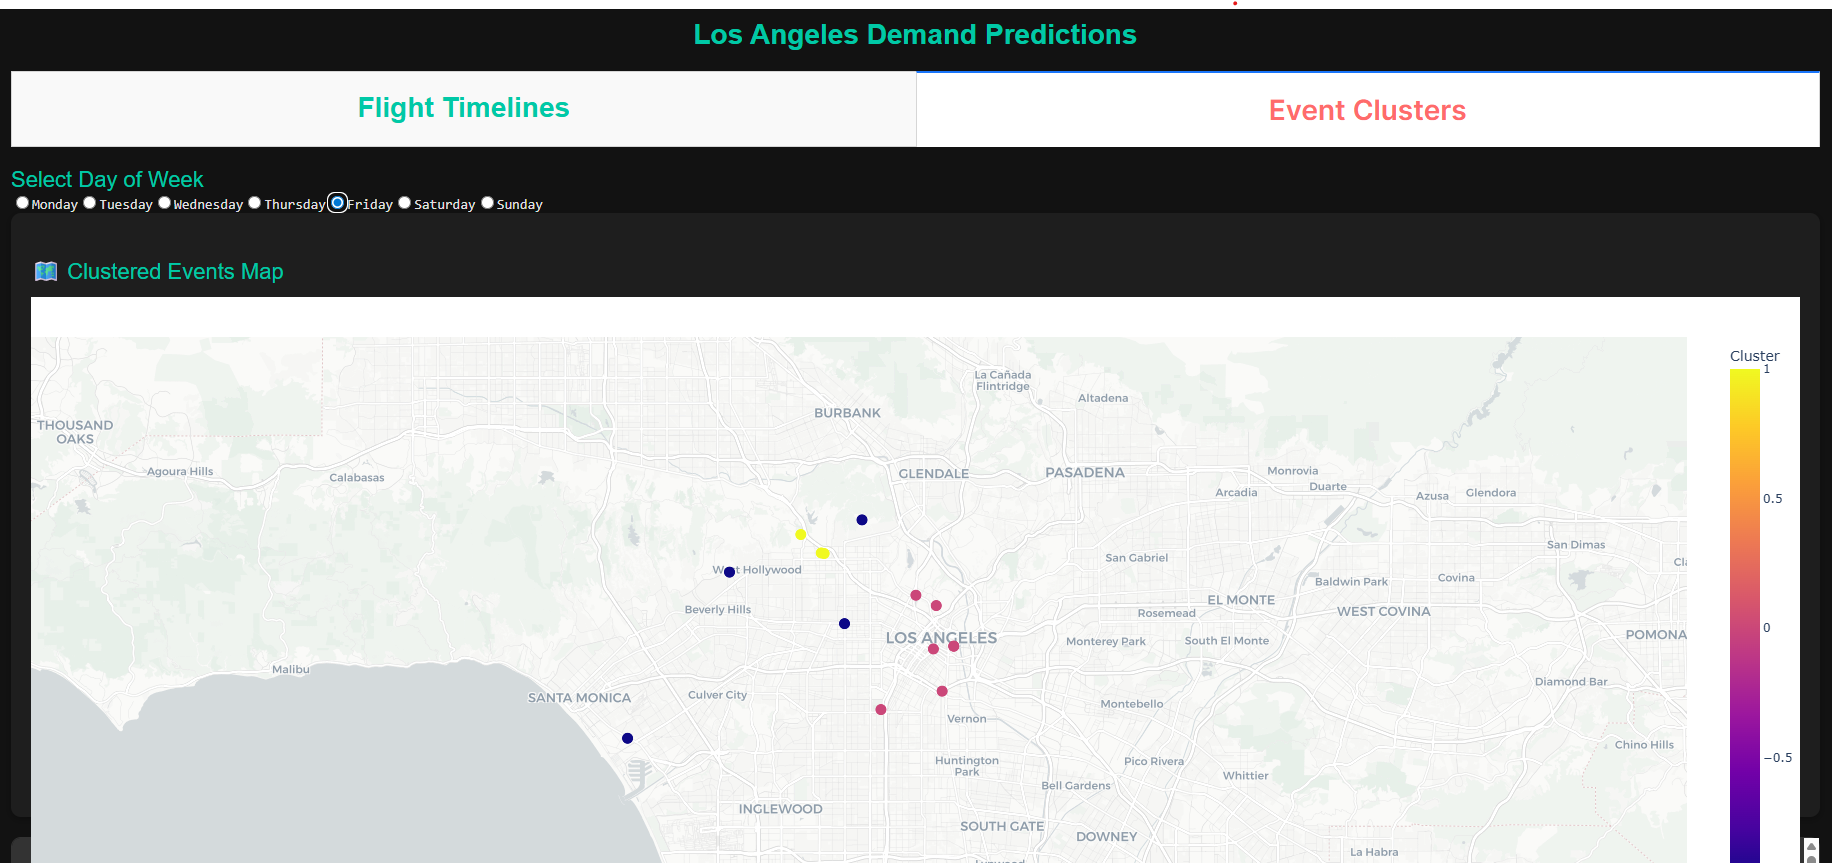 Los Angeles Demand Predictions
Flight Timelines
Event Clusters
Select Day of Week
Monday Tuesday Wednesday Thursday Friday Saturday Sunday
Clustered Events Map
Cluster
1
0.5
0
−0.5
La Cañada
Flintridge
Altadena
BURBANK
THOUSAND
OAKS
Agoura Hills
Calabasas
GLENDALE
PASADENA
Monrovia
Duarte
Arcadia
Azusa
Glendora
San Dimas
San Gabriel
West Hollywood
Baldwin Park
Covina
Beverly Hills
EL MONTE
WEST COVINA
Rosemead
LOS ANGELES
Monterey Park
South El Monte
POMONA
Malibu
SANTA MONICA
Culver City
Diamond Bar
Montebello
Vernon
Chino Hills
Huntington
Park
Pico Rivera
Whittier
Bell Gardens
INGLEWOOD
SOUTH GATE
DOWNEY
La Habra